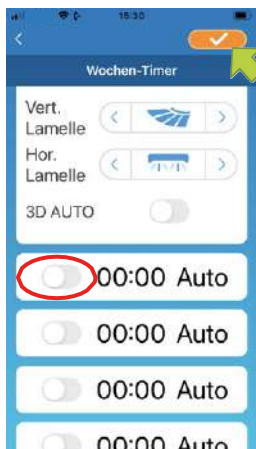 15:30
Wochen-Timer
Vert.
Lamelle
Hor.
Lamelle
3D AUTO
00:00 Auto
00:00 Auto
00:00 Auto
00:00 Auto